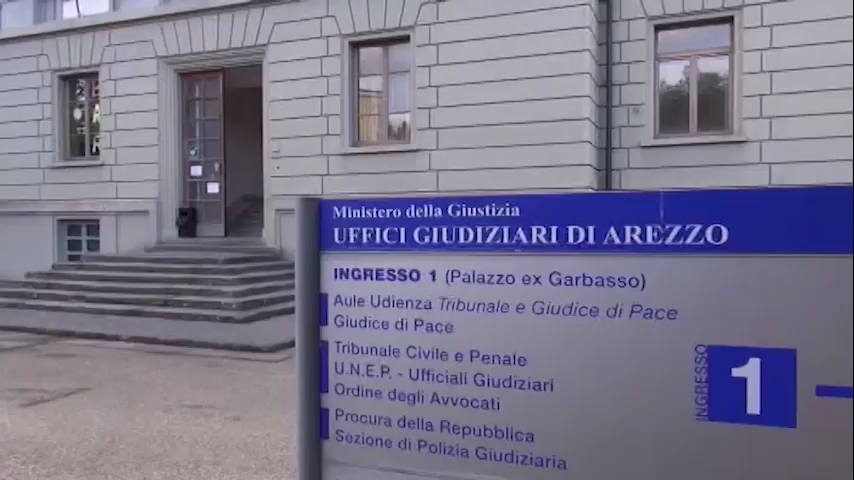 Ministero della Giustizia
UFFICI GIUDIZIARI DI AREZZO
INGRESSO 1 (Palazzo ex Garbasso)
Aule Udienza Tribunale e Giudice di Pace
Giudice di Pace
Tribunale Civile e Penale
U.N.E.P. - Ufficiali Giudiziari
Ordine degli Avvocati
Procura della Repubblica
Sezione di Polizia Giudiziaria
INGRESSO
1